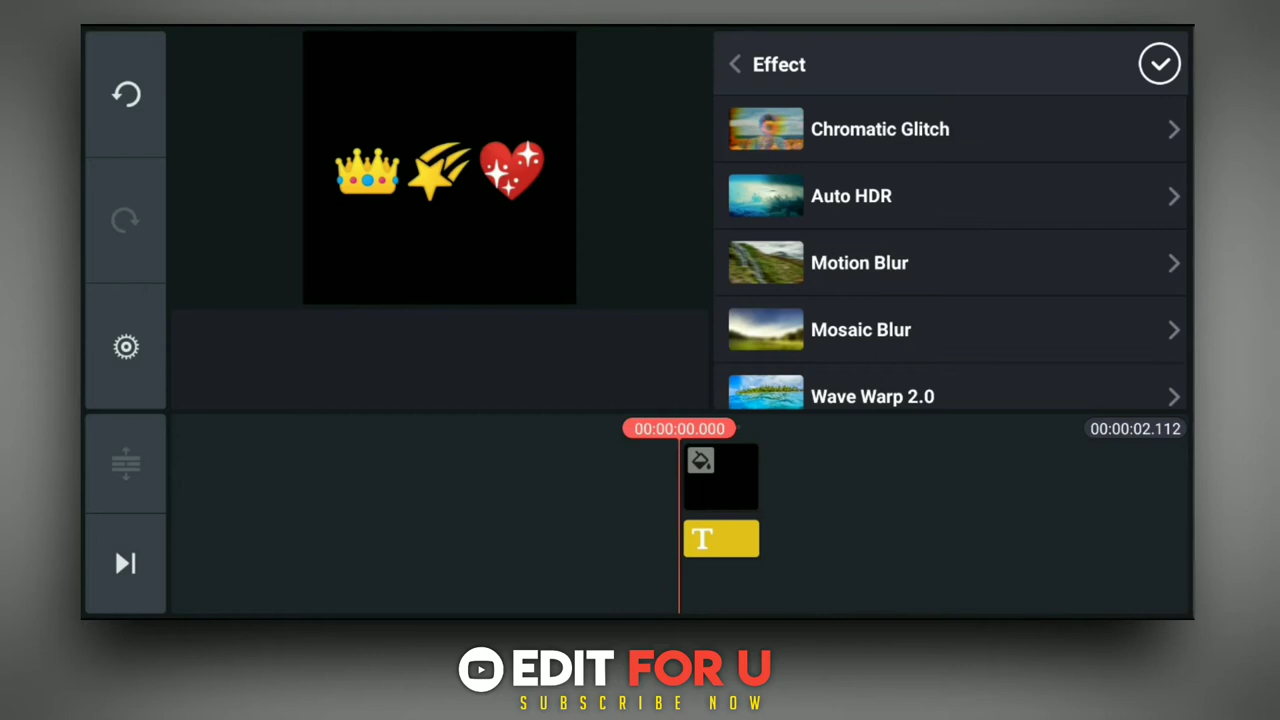 Effect
Chromatic Glitch
Auto HDR
Motion Blur
Mosaic Blur
Wave Warp 2.0
00:00:00.000
00:00:02.112
T
EDIT FOR U
SUBSCRIBE NOW